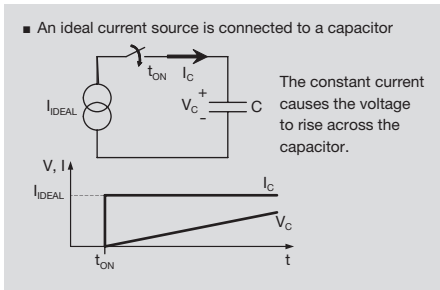 ■ An ideal current source is connected to a capacitor
t_ON I_C
I_IDEAL
+
V_C
-
C
The constant current
causes the voltage
to rise across the
capacitor.
V, I
I_IDEAL
I_C
V_C
t_ON
t